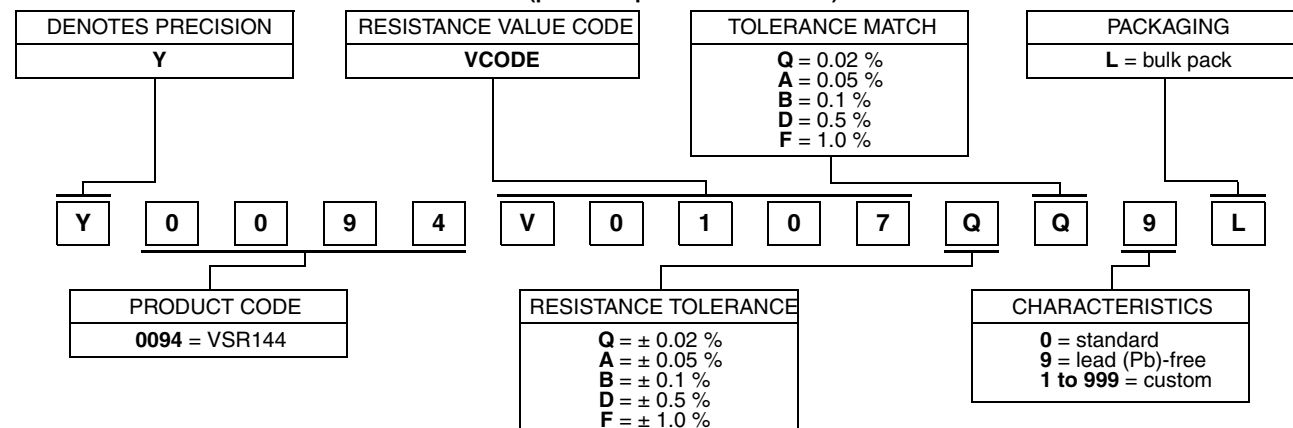 DENOTES PRECISION
Y
RESISTANCE VALUE CODE
VCODE
TOLERANCE MATCH
Q = 0.02 %
A = 0.05 %
B = 0.1 %
D = 0.5 %
F = 1.0 %
PACKAGING
L = bulk pack
Y 0 0 9 4 V 0 1 0 7 Q Q 9 L
PRODUCT CODE
0094 = VSR144
RESISTANCE TOLERANCE
Q = ± 0.02 %
A = ± 0.05 %
B = ± 0.1 %
D = ± 0.5 %
F = ± 1.0 %
CHARACTERISTICS
0 = standard
9 = lead (Pb)-free
1 to 999 = custom